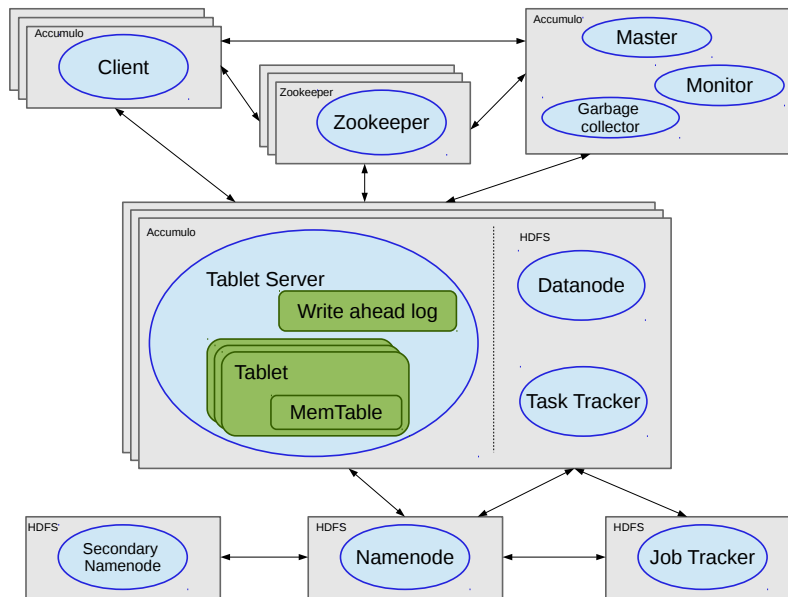 Accumulo
Client
Zookeeper
Zookeeper
Accumulo
Master
Monitor
Garbage
collector
Accumulo
Tablet Server
Write ahead log
Tablet
MemTable
HDFS
Datanode
Task Tracker
HDFS
Secondary
Namenode
HDFS
Namenode
HDFS
Job Tracker